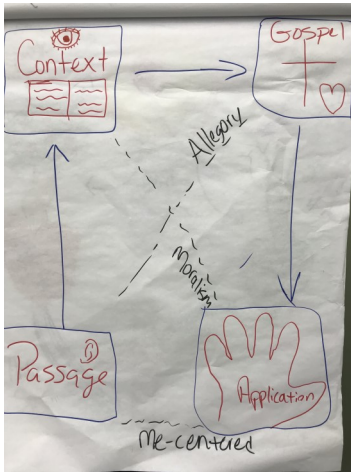 Context
Gospel
Allegory
Moralism
Passage
Application
Me-centered